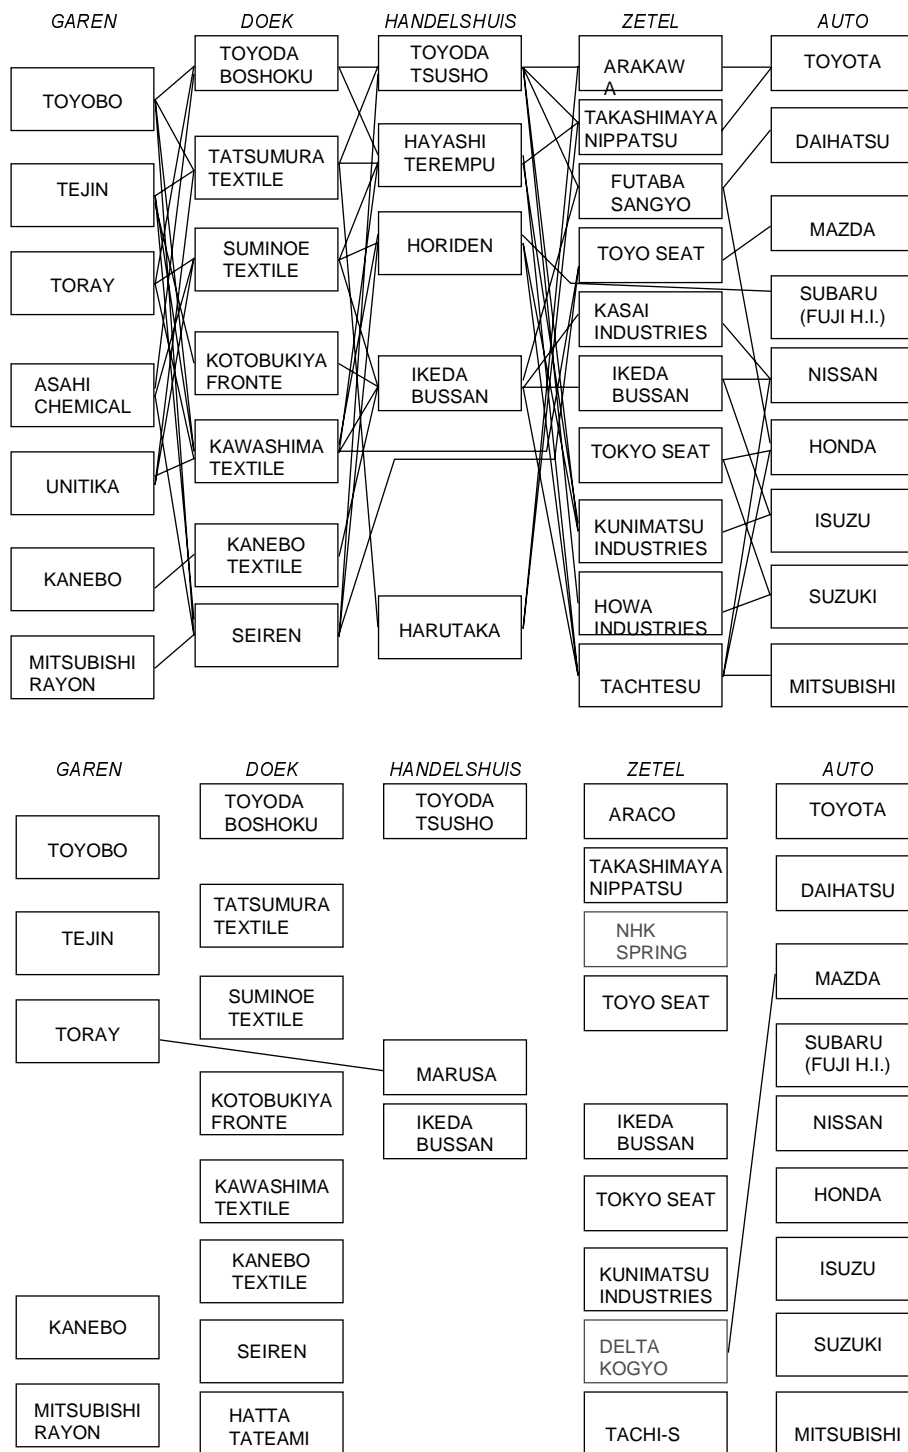 GAREN
DOEK
HANDELSHUIS
ZETEL
AUTO
TOYOBO
TEJIN
TORAY
ASAHI
CHEMICAL
UNITIKA
KANEBO
MITSUBISHI
RAYON
TOYODA
BOSHOKU
TATSUMURA
TEXTILE
SUMINOE
TEXTILE
KOTOBUKIYA
FRONTE
KAWASHIMA
TEXTILE
KANEBO
TEXTILE
SEIREN
TOYODA
TSUSHO
HAYASHI
TEREMPU
HORIDEN
IKEDA
BUSSAN
HARUTAKA
ARAKAW
A
TAKASHIMAYA
NIPPATSU
FUTABA
SANGYO
TOYO SEAT
KASAI
INDUSTRIES
IKEDA
BUSSAN
TOKYO SEAT
KUNIMATSU
INDUSTRIES
HOWA
INDUSTRIES
TACHTESU
TOYOTA
DAIHATSU
MAZDA
SUBARU
(FUJI H.I.)
NISSAN
HONDA
ISUZU
SUZUKI
MITSUBISHI
GAREN
DOEK
HANDELSHUIS
ZETEL
AUTO
TOYOBO
TEJIN
TORAY
KANEBO
MITSUBISHI
RAYON
TOYODA
BOSHOKU
TATSUMURA
TEXTILE
SUMINOE
TEXTILE
KOTOBUKIYA
FRONTE
KAWASHIMA
TEXTILE
KANEBO
TEXTILE
SEIREN
HATTA
TATEAMI
TOYODA
TSUSHO
MARUSA
IKEDA
BUSSAN
ARACO
TAKASHIMAYA
NIPPATSU
NHK
SPRING
TOYO SEAT
IKEDA
BUSSAN
TOKYO SEAT
KUNIMATSU
INDUSTRIES
DELTA
KOGYO
TACHI-S
TOYOTA
DAIHATSU
MAZDA
SUBARU
(FUJI H.I.)
NISSAN
HONDA
ISUZU
SUZUKI
MITSUBISHI